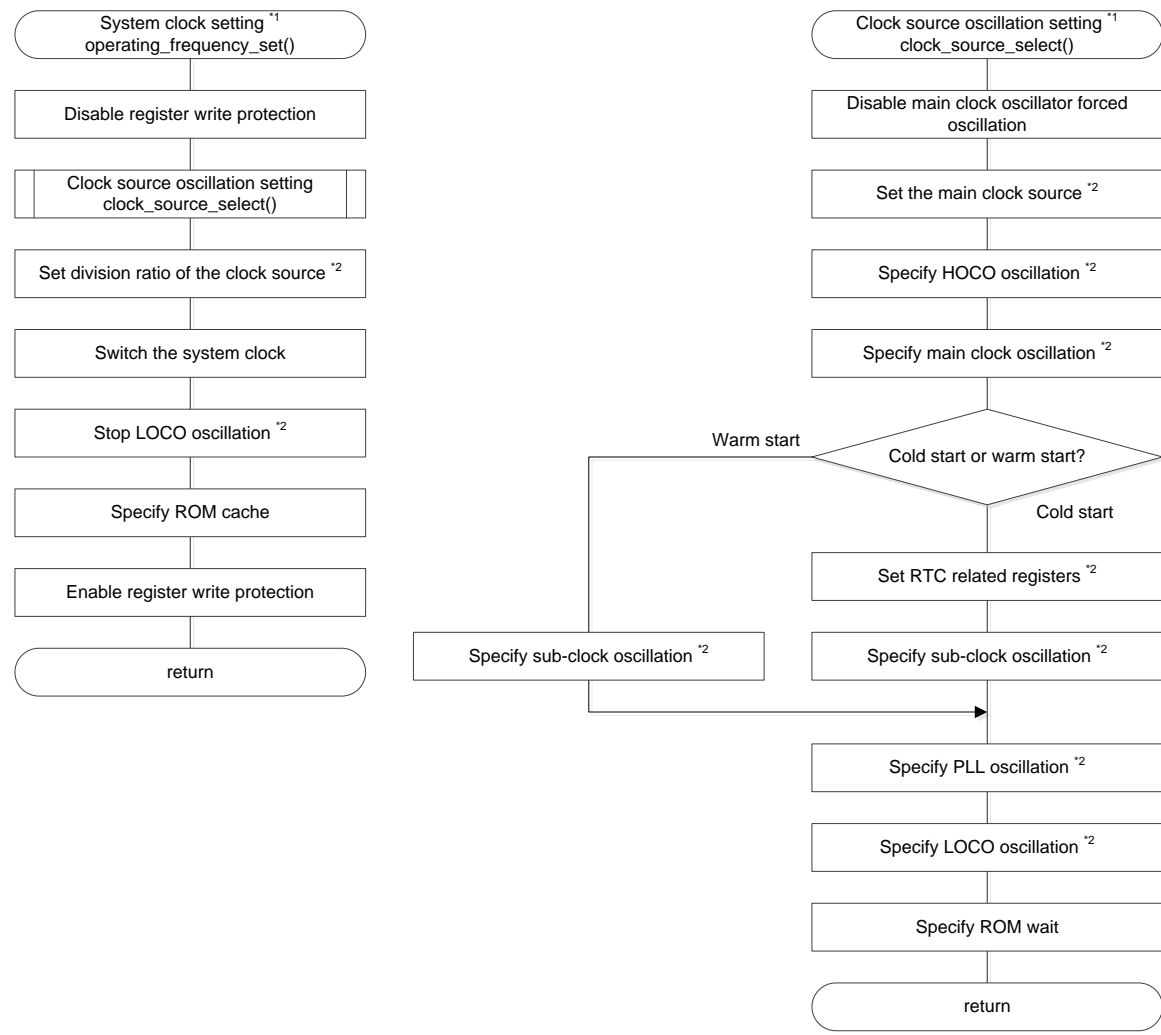 System clock setting *1
operating_frequency_set()
Disable register write protection
Clock source oscillation setting
clock_source_select()
Set division ratio of the clock source *2
Switch the system clock
Stop LOCO oscillation *2
Specify ROM cache
Enable register write protection
return
Clock source oscillation setting *1
clock_source_select()
Disable main clock oscillator forced
oscillation
Set the main clock source *2
Specify HOCO oscillation *2
Specify main clock oscillation *2
Cold start or warm start?
Warm start
Cold start
Set RTC related registers *2
Specify sub-clock oscillation *2
Specify sub-clock oscillation *2
Specify PLL oscillation *2
Specify LOCO oscillation *2
Specify ROM wait
return